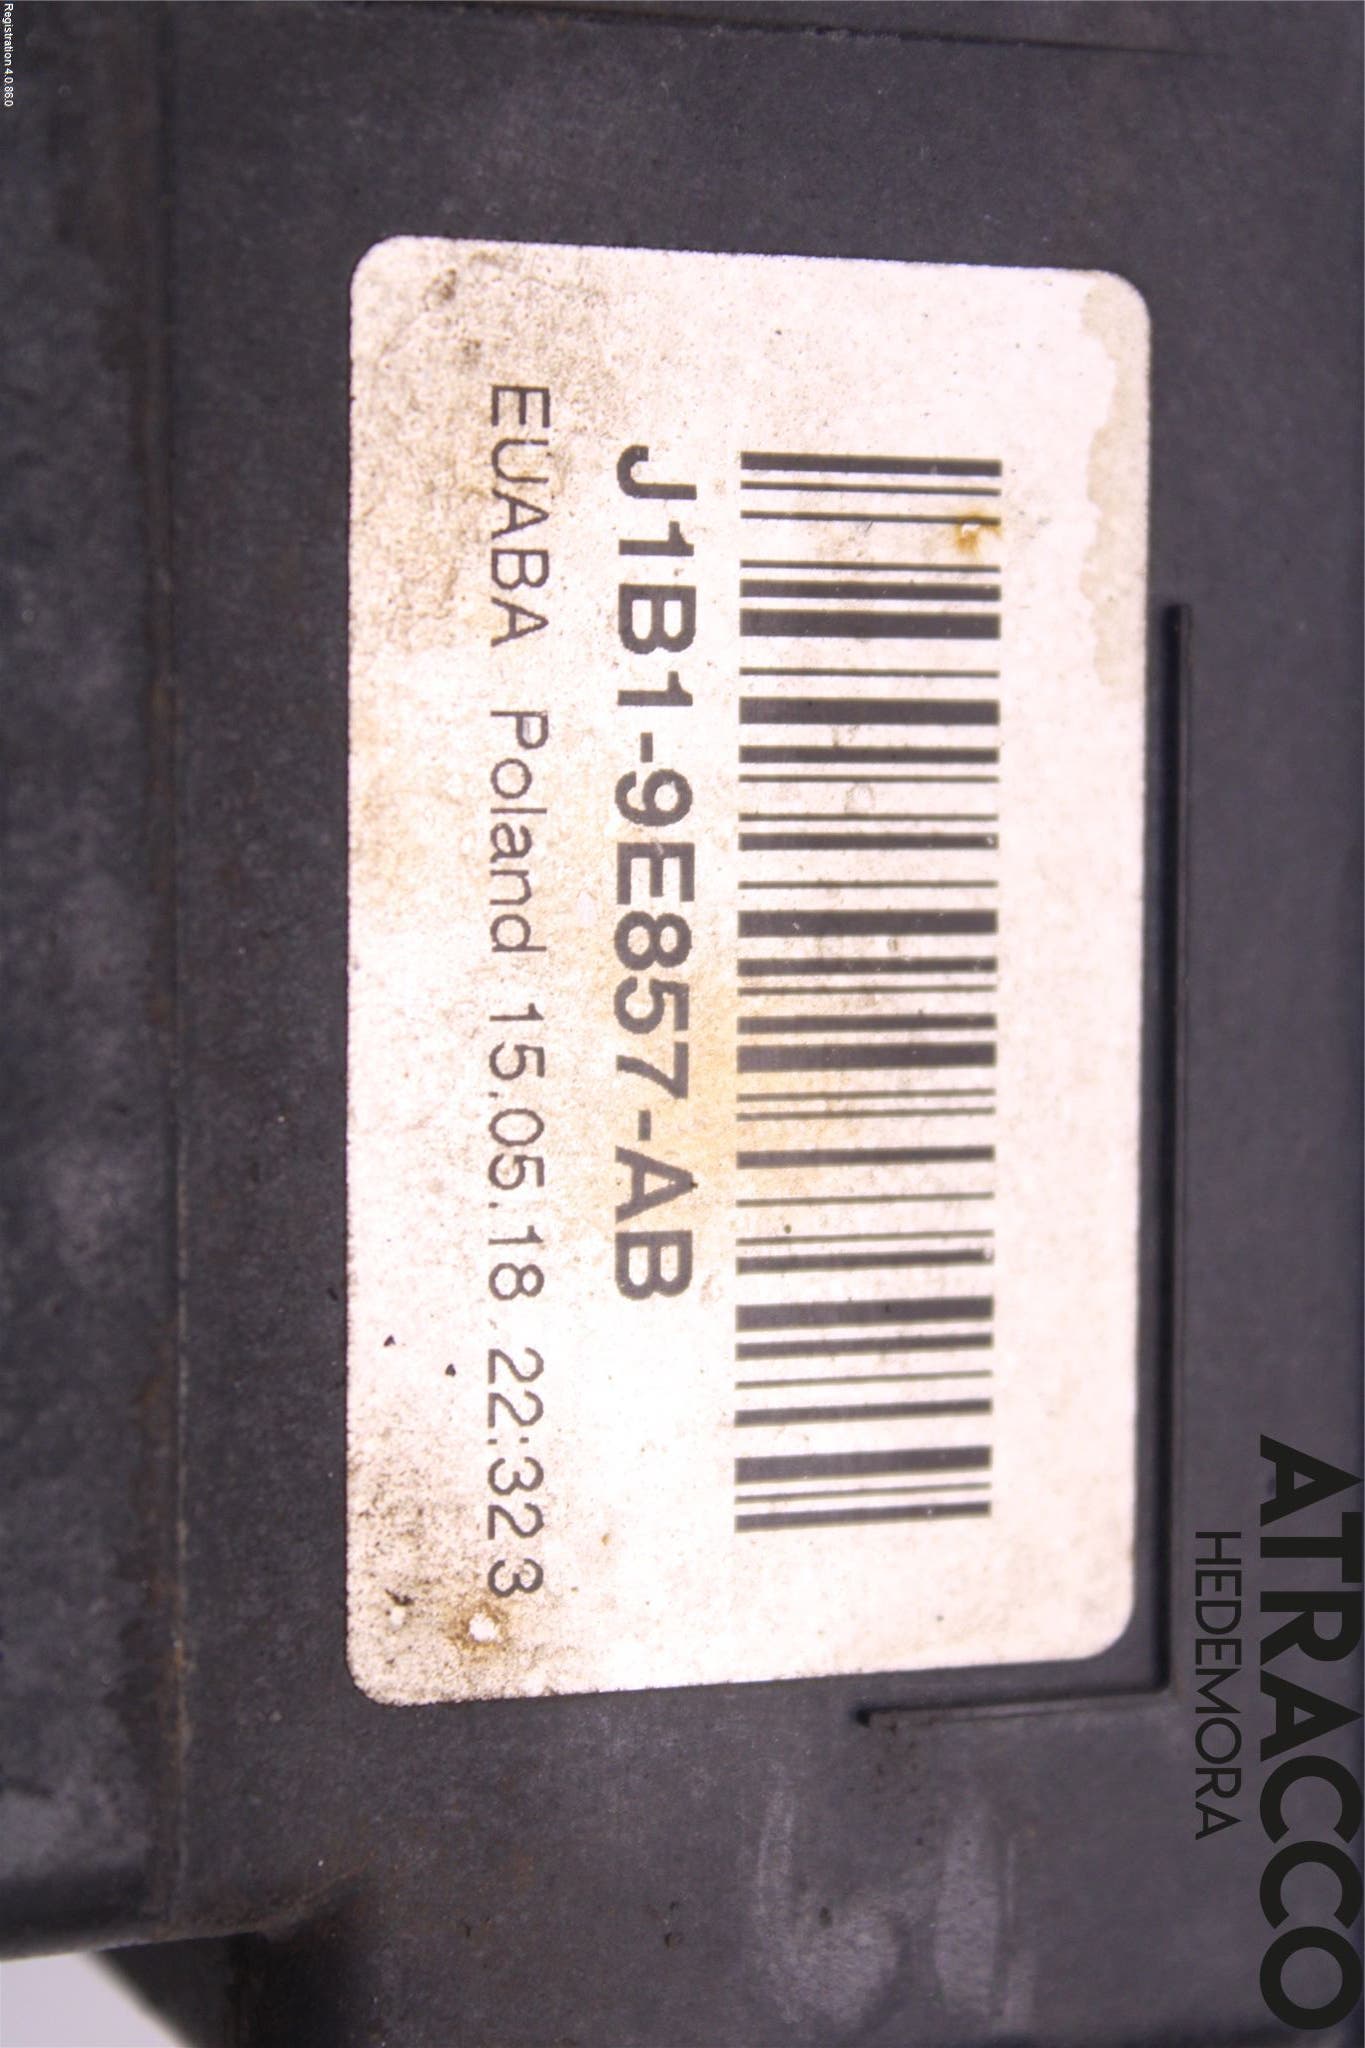 J1B1-9E857-AB
EUABA Poland 15.05.18 22:323
ATRACCO
HEDEMORA
Registration 4.0.86.0